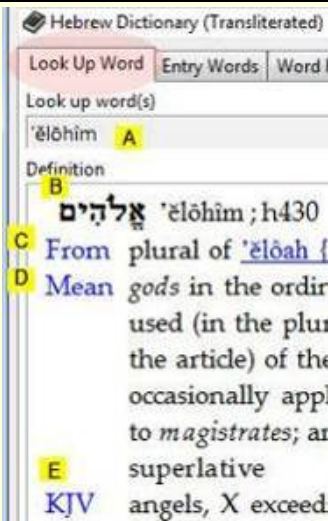 Hebrew Dictionary (Transliterated)
Look Up Word Entry Words Word
Look up word(s)
'ĕlôhîm A
Definition
B
אֱלֹהִים 'ĕlôhîm ; h430
C From plural of 'ĕlôah {
D Mean gods in the ordin
used (in the plur
the article) of the
occasionally appl
to magistrates; an
E superlative
KJV angels, X exceed